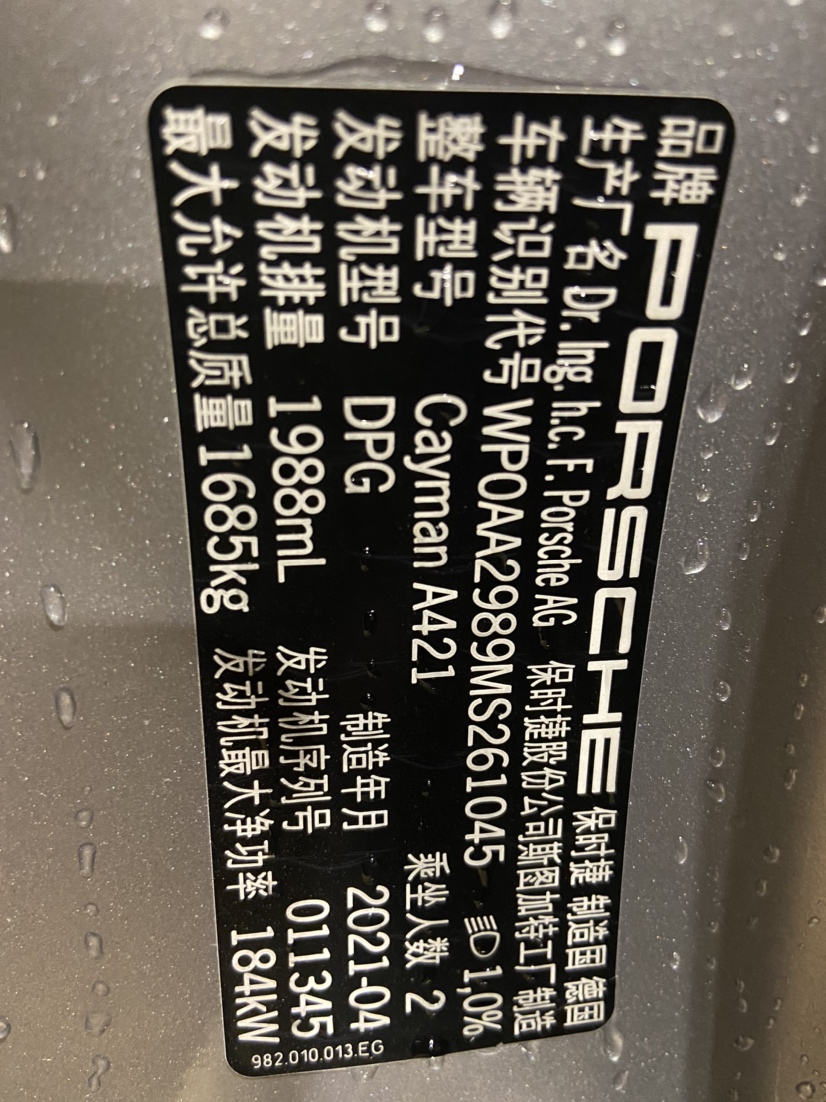 品牌 PORSCHE 保时捷 制造国 德国
生产厂名 Dr. Ing. h.c. F. Porsche AG 保时捷股份公司斯图加特工厂 制造
车辆识别代号 WP0AA2989MS261045 1,0%
整车型号 Cayman A421 乘坐人数 2
发动机型号 DPG 制造年月 2021-04
发动机排量 1988mL 发动机序列号 011345
最大允许总质量 1685kg 发动机最大净功率 184kW
982.010.013.EG